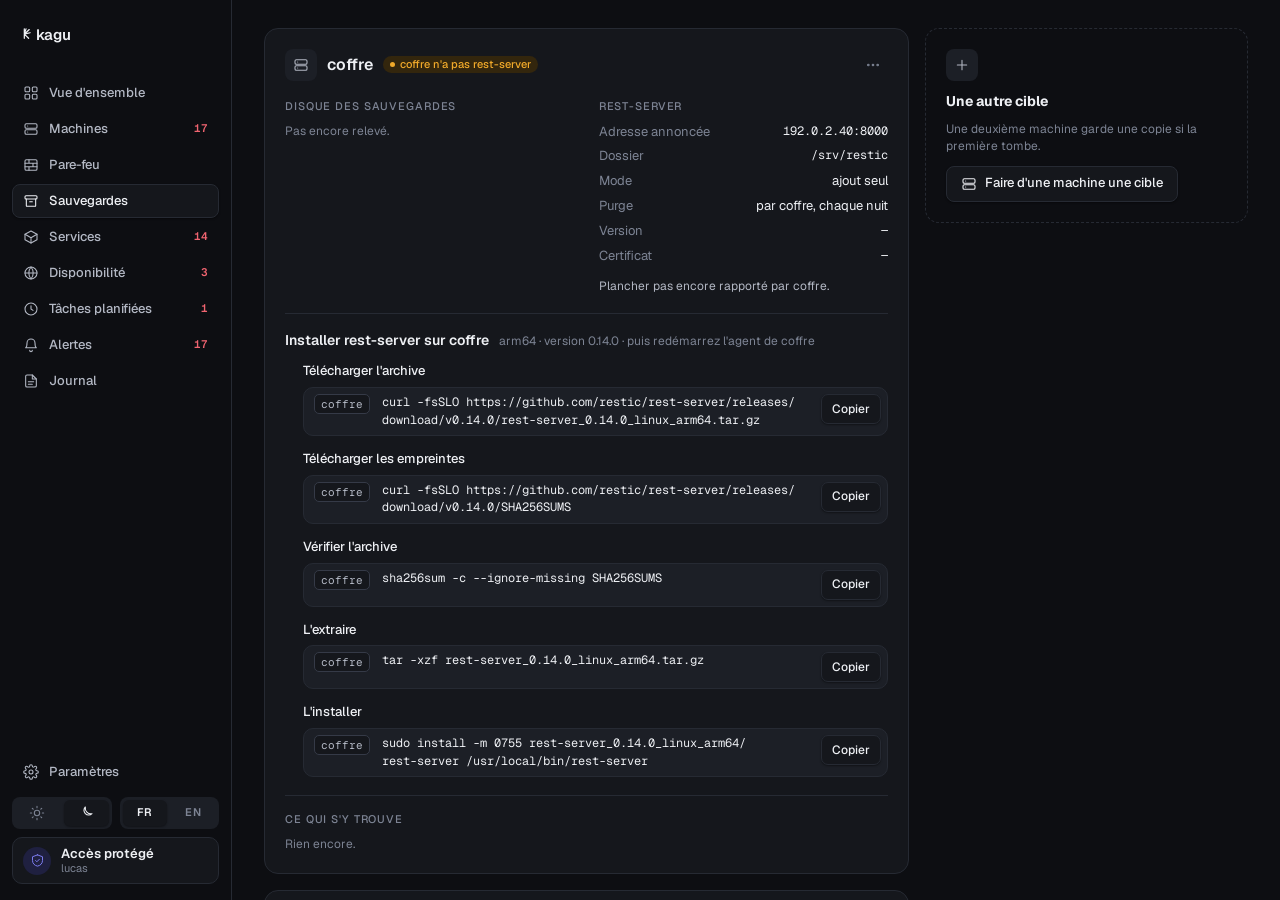 kagu
Vue d'ensemble
Machines 17
Pare-feu
Sauvegardes
Services 14
Disponibilité 3
Tâches planifiées 1
Alertes 17
Journal
Paramètres
FR EN
Accès protégé
lucas
coffre coffre n'a pas rest-server
DISQUE DES SAUVEGARDES
Pas encore relevé.
REST-SERVER
Adresse annoncée 192.0.2.40:8000
Dossier /srv/restic
Mode ajout seul
Purge par coffre, chaque nuit
Version –
Certificat –
Plancher pas encore rapporté par coffre.
Installer rest-server sur coffre arm64 · version 0.14.0 · puis redémarrez l'agent de coffre
Télécharger l'archive
coffre curl -fsSLO https://github.com/restic/rest-server/releases/ Copier
download/v0.14.0/rest-server_0.14.0_linux_arm64.tar.gz
Télécharger les empreintes
coffre curl -fsSLO https://github.com/restic/rest-server/releases/ Copier
download/v0.14.0/SHA256SUMS
Vérifier l'archive
coffre sha256sum -c --ignore-missing SHA256SUMS Copier
L'extraire
coffre tar -xzf rest-server_0.14.0_linux_arm64.tar.gz Copier
L'installer
coffre sudo install -m 0755 rest-server_0.14.0_linux_arm64/ Copier
rest-server /usr/local/bin/rest-server
CE QUI S'Y TROUVE
Rien encore.
Une autre cible
Une deuxième machine garde une copie si la
première tombe.
Faire d'une machine une cible